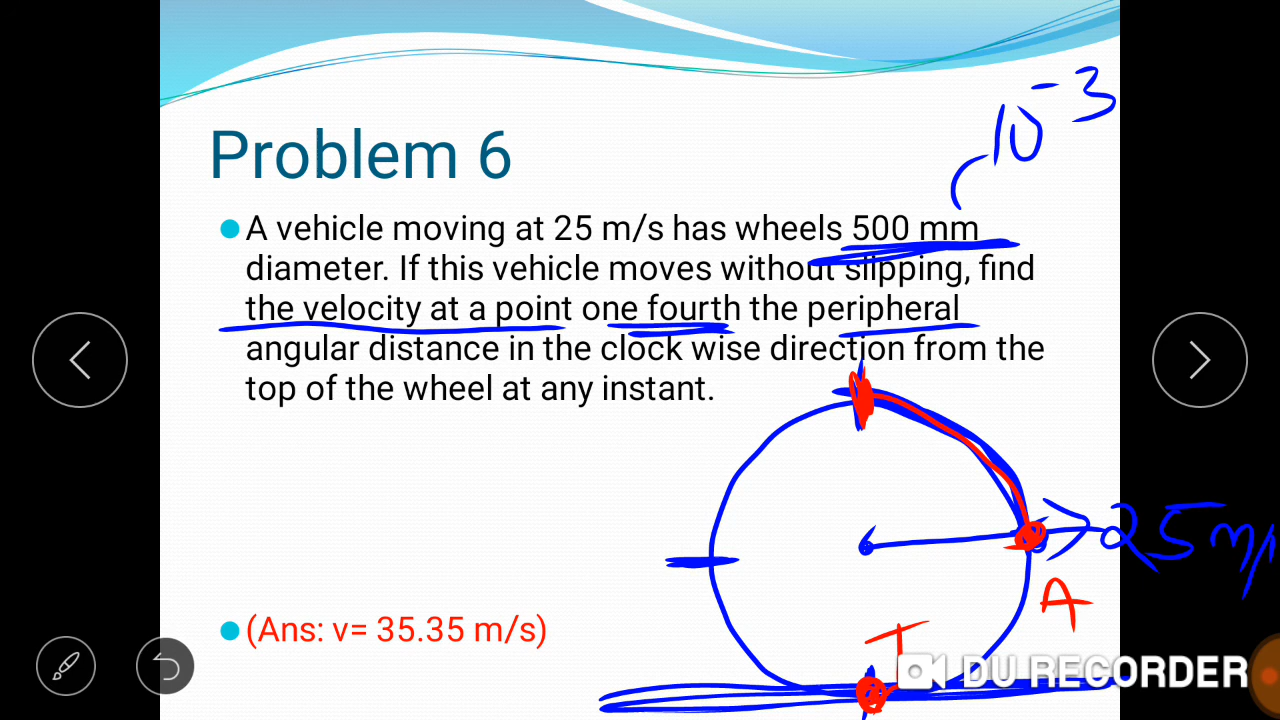 10-3
Problem 6
A vehicle moving at 25 m/s has wheels 500 mm
diameter. If this vehicle moves without slipping, find
the velocity at a point one fourth the peripheral
angular distance in the clock wise direction from the
top of the wheel at any instant.
25 m/
A
(Ans: v= 35.35 m/s)
I
DU RECORDER